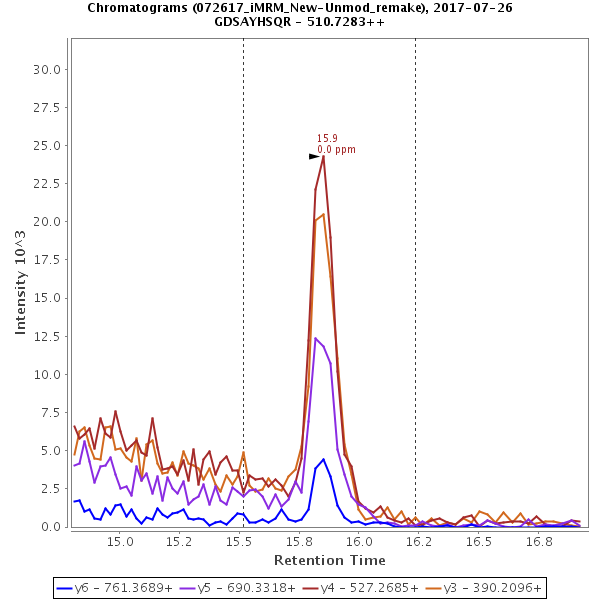 Chromatograms (072617_iMRM_New-Unmod_remake), 2017-07-26
GDSAYHSQR - 510.7283++
Intensity 10^3
30.0
27.5
25.0
22.5
20.0
17.5
15.0
12.5
10.0
7.5
5.0
2.5
0.0
15.9
0.0 ppm
15.0 15.2 15.5 15.8 16.0 16.2 16.5 16.8
Retention Time
y6 - 761.3689+ y5 - 690.3318+ y4 - 527.2685+ y3 - 390.2096+